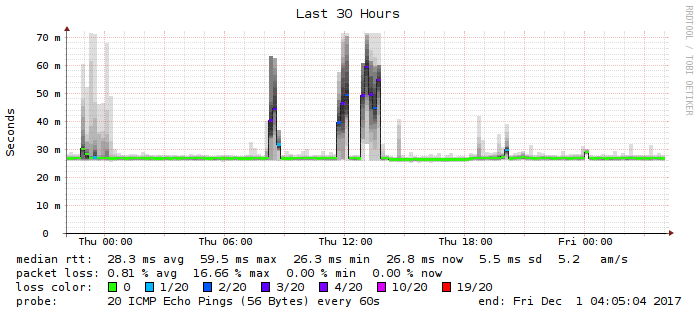 Last 30 Hours
RRDTOOL / TOBI OETIKER
Seconds
70 m
60 m
50 m
40 m
30 m
20 m
10 m
0
Thu 00:00 Thu 06:00 Thu 12:00 Thu 18:00 Fri 00:00
median rtt: 28.3 ms avg 59.5 ms max 26.3 ms min 26.8 ms now 5.5 ms sd 5.2 am/s
packet loss: 0.81 % avg 16.66 % max 0.00 % min 0.00 % now
loss color: 0 1/20 2/20 3/20 4/20 10/20 19/20
probe: 20 ICMP Echo Pings (56 Bytes) every 60s end: Fri Dec 1 04:05:04 2017